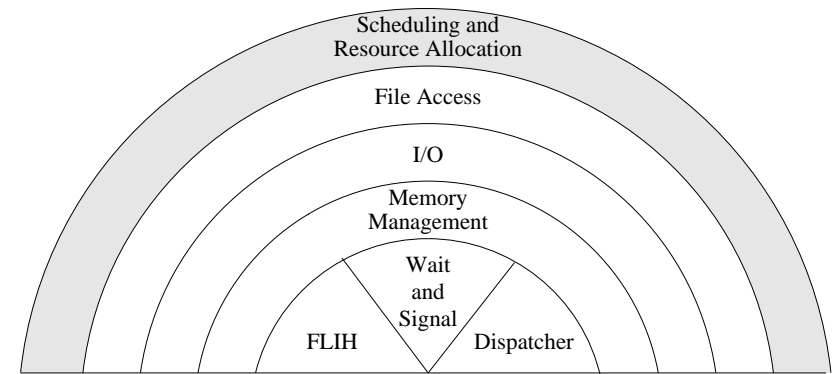 Scheduling and
Resource Allocation
File Access
I/O
Memory
Management
Wait
and
Signal
FLIH
Dispatcher